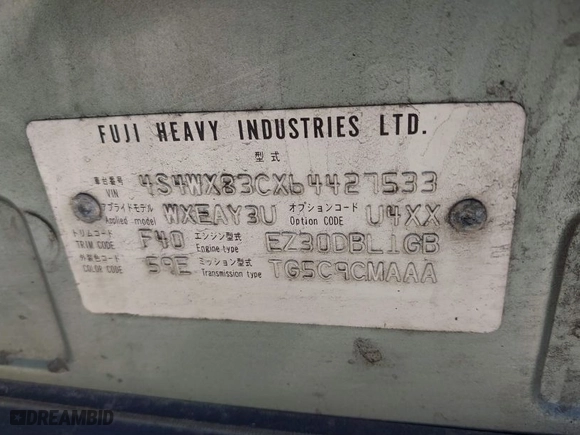 FUJI HEAVY INDUSTRIES LTD.
型式
車台番号 VIN 4S4WX83CX64427533
アプライドモデル Applied model WXEAY3U オプションコード Option CODE U4XX
トリムコード TRIM CODE F40 エンジン型式 Engine type EZ30DBL1GB
外装色コード COLOR CODE 59E ミッション型式 Transmission type TG5C9CMAAA
DREAMBID